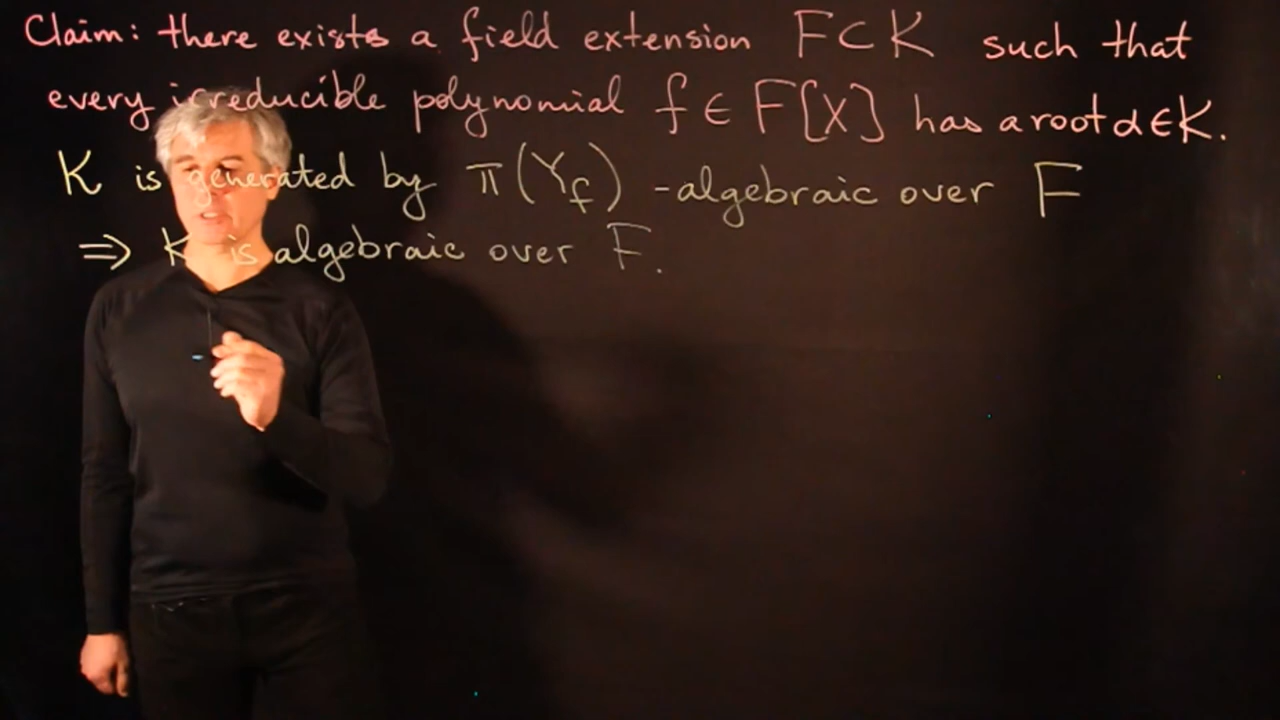 Claim: there exists a field extension F⊂K such that
every irreducible polynomial f∈F[X] has a root α∈K.
K is generated by π(Y_f) -algebraic over F
⇒ K is algebraic over F.